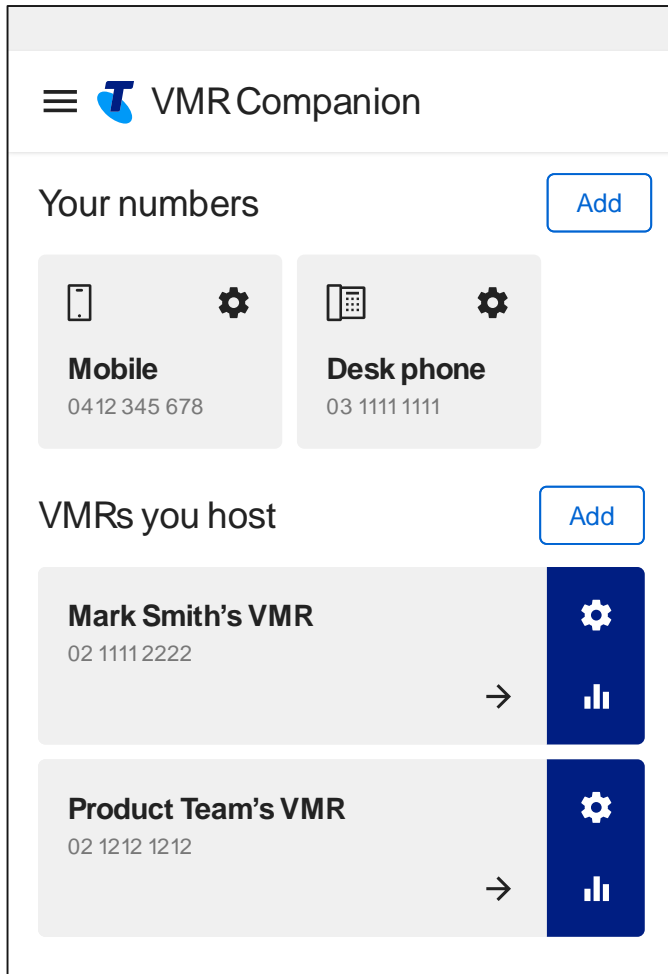 VMR Companion
Your numbers
Add
Mobile
0412 345 678
Desk phone
03 1111 1111
VMRs you host
Add
Mark Smith’s VMR
02 1111 2222
Product Team’s VMR
02 1212 1212